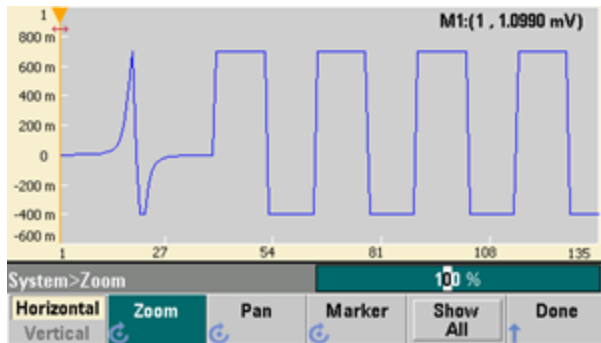 1
M1:(1 , 1.0990 mV)
800 m
600 m
400 m
200 m
0
-200 m
-400 m
-600 m
1 27 54 81 108 135
System>Zoom
100 %
Horizontal
Vertical
Zoom
Pan
Marker
Show
All
Done